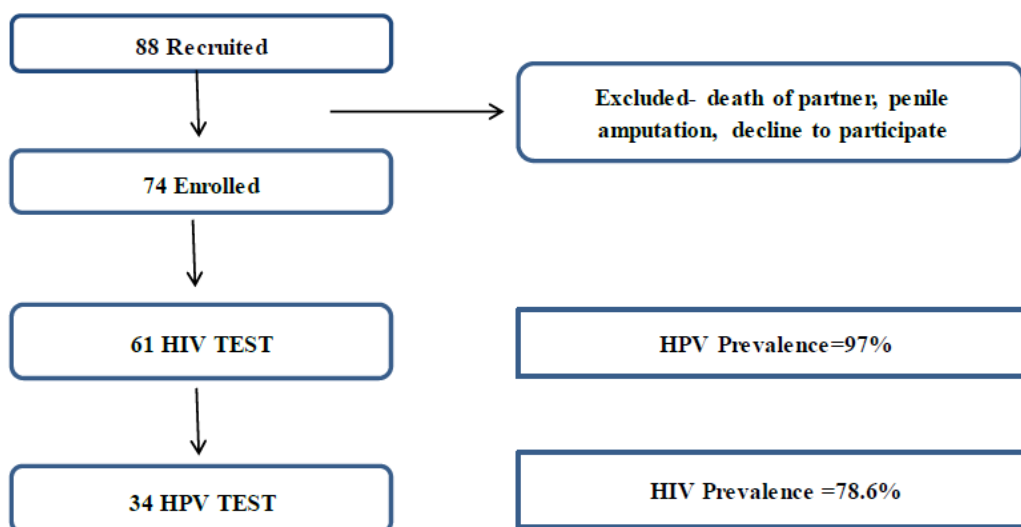 88 Recruited
Excluded- death of partner, penile
amputation, decline to participate
74 Enrolled
61 HIV TEST
HPV Prevalence=97%
34 HPV TEST
HIV Prevalence =78.6%